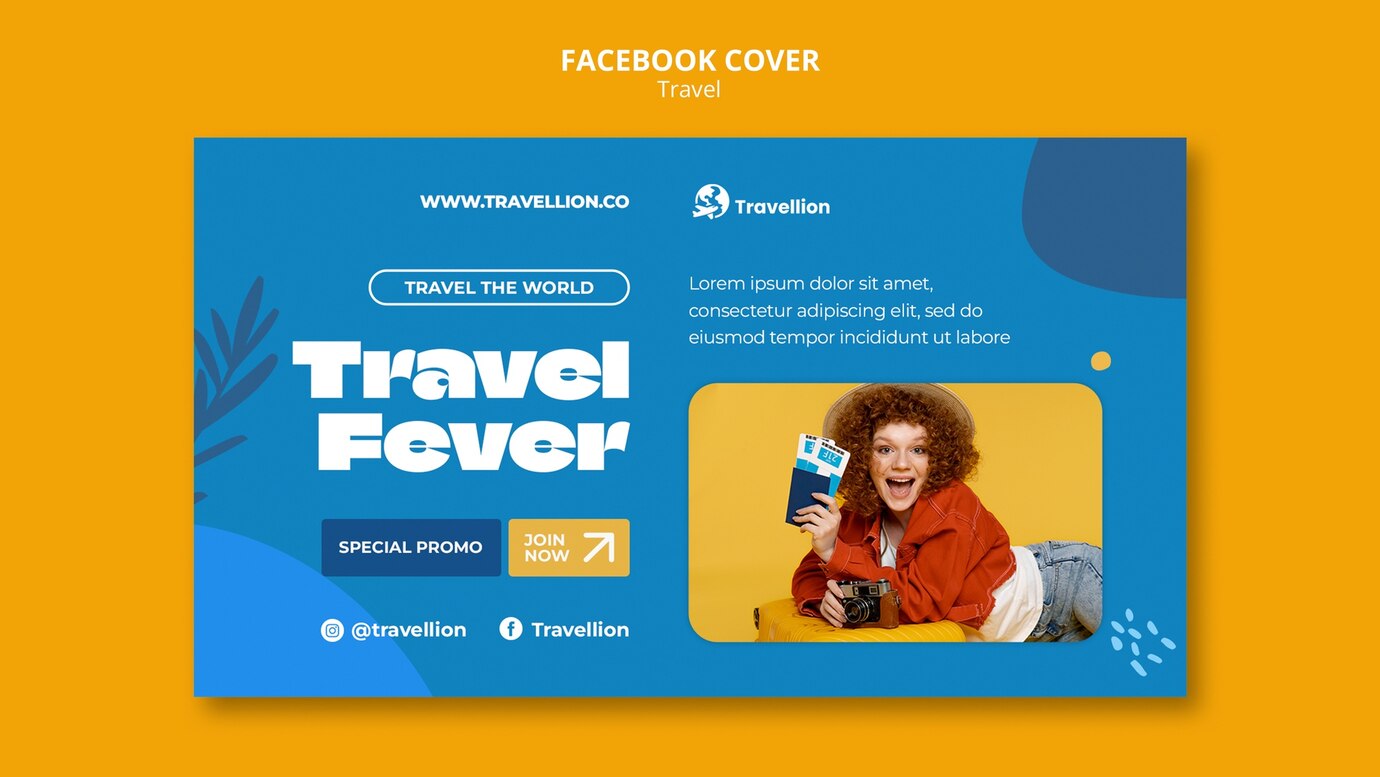 FACEBOOK COVER
Travel
WWW.TRAVELLION.CO
Travellion
TRAVEL THE WORLD
Travel
Fever
SPECIAL PROMO
JOIN
NOW
@travellion
Travellion
Lorem ipsum dolor sit amet,
consectetur adipiscing elit, sed do
eiusmod tempor incididunt ut labore
21F